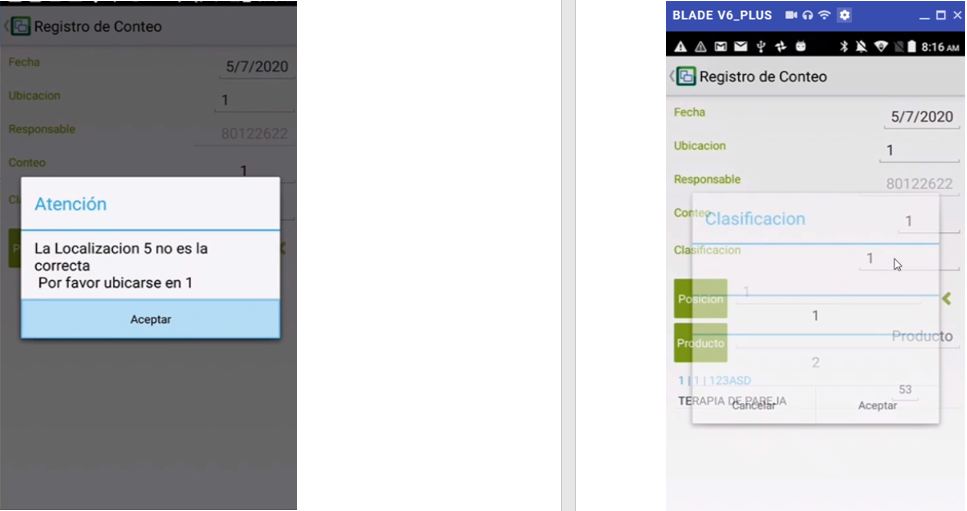 Registro de Conteo
Fecha
5/7/2020
Ubicacion
1
Responsable
80122622
Conteo
1
Cl
Atención
La Localizacion 5 no es la
correcta
Por favor ubicarse en 1
Aceptar
P
BLADE V6_PLUS
8:16 AM
Registro de Conteo
Fecha
5/7/2020
Ubicacion
1
Responsable
80122622
Conteo
1
Clasificacion
Clasificacion
1
Posicion
1
1
Producto
Producto
2
1 | 1 | 123ASD
53
TERAPIA DE PAREJA
Cancelar
Aceptar